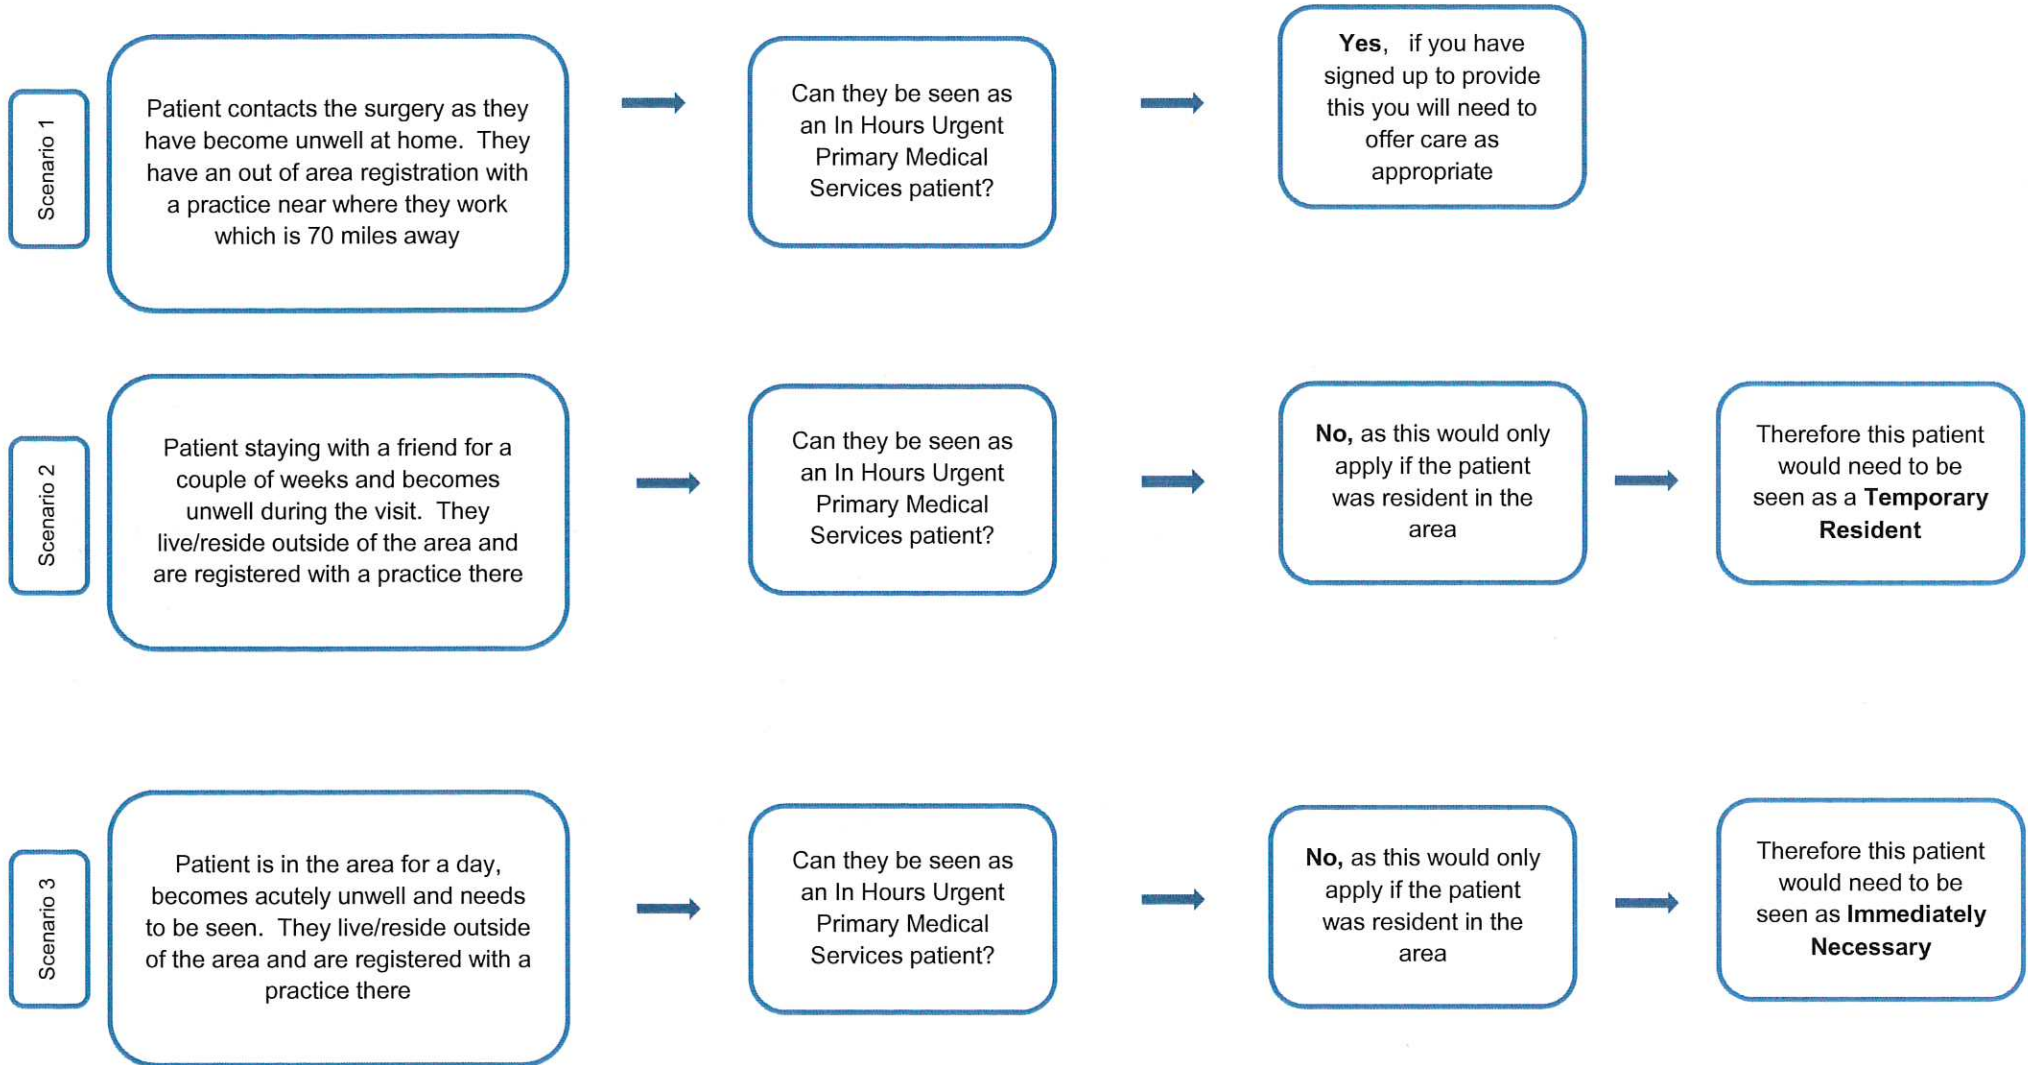 Scenario 1
Patient contacts the surgery as they
have become unwell at home. They
have an out of area registration with
a practice near where they work
which is 70 miles away
Can they be seen as
an In Hours Urgent
Primary Medical
Services patient?
Yes, if you have
signed up to provide
this you will need to
offer care as
appropriate
Scenario 2
Patient staying with a friend for a
couple of weeks and becomes
unwell during the visit. They
live/reside outside of the area and
are registered with a practice there
Can they be seen as
an In Hours Urgent
Primary Medical
Services patient?
No, as this would only
apply if the patient
was resident in the
area
Therefore this patient
would need to be
seen as a Temporary
Resident
Scenario 3
Patient is in the area for a day,
becomes acutely unwell and needs
to be seen. They live/reside outside
of the area and are registered with a
practice there
Can they be seen as
an In Hours Urgent
Primary Medical
Services patient?
No, as this would only
apply if the patient
was resident in the
area
Therefore this patient
would need to be
seen as Immediately
Necessary